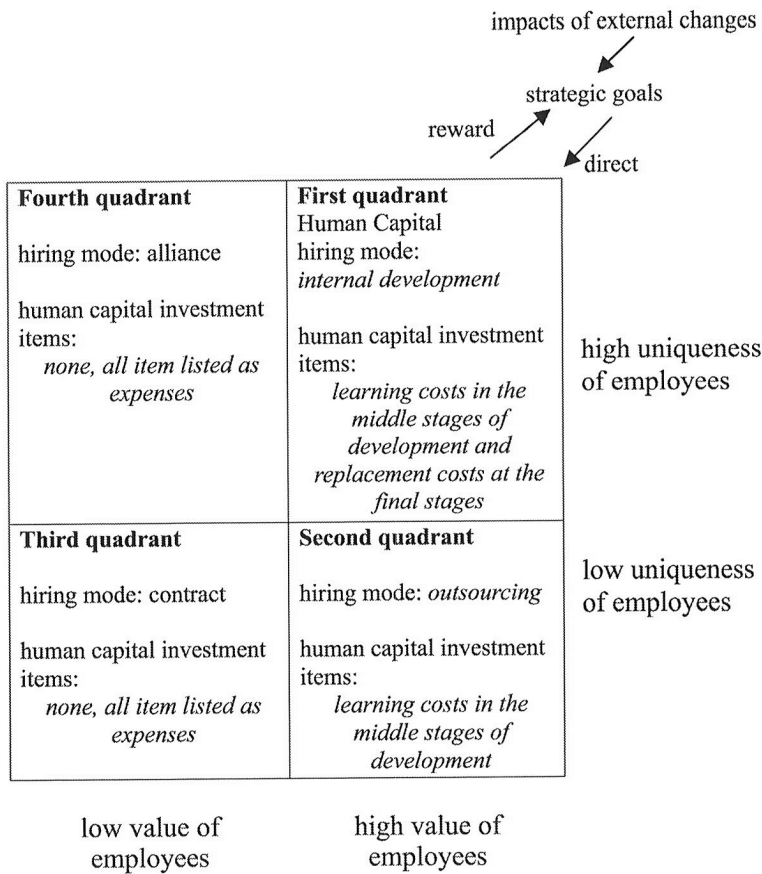 impacts of external changes
strategic goals
reward
direct
Fourth quadrant
hiring mode: alliance
human capital investment
items:
none, all item listed as
expenses
First quadrant
Human Capital
hiring mode:
internal development
human capital investment
items:
learning costs in the
middle stages of
development and
replacement costs at the
final stages
high uniqueness
of employees
Third quadrant
hiring mode: contract
human capital investment
items:
none, all item listed as
expenses
Second quadrant
hiring mode: outsourcing
human capital investment
items:
learning costs in the
middle stages of
development
low uniqueness
of employees
low value of
employees
high value of
employees